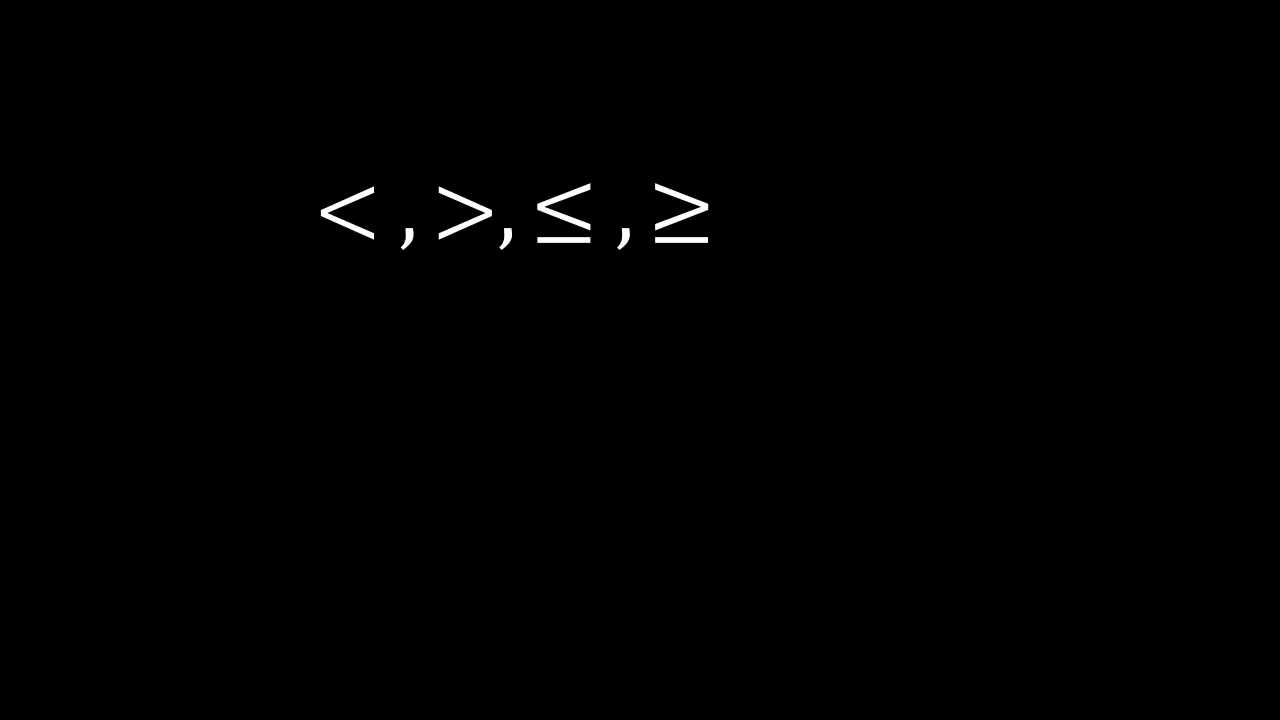 < , >, ≤ , ≥